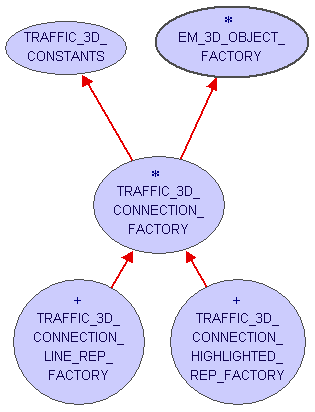 TRAFFIC_3D_
CONSTANTS
*
EM_3D_OBJECT_
FACTORY
*
TRAFFIC_3D_
CONNECTION_
FACTORY
+
TRAFFIC_3D_
CONNECTION_
LINE_REP_
FACTORY
+
TRAFFIC_3D_
CONNECTION_
HIGHLIGHTED_
REP_FACTORY